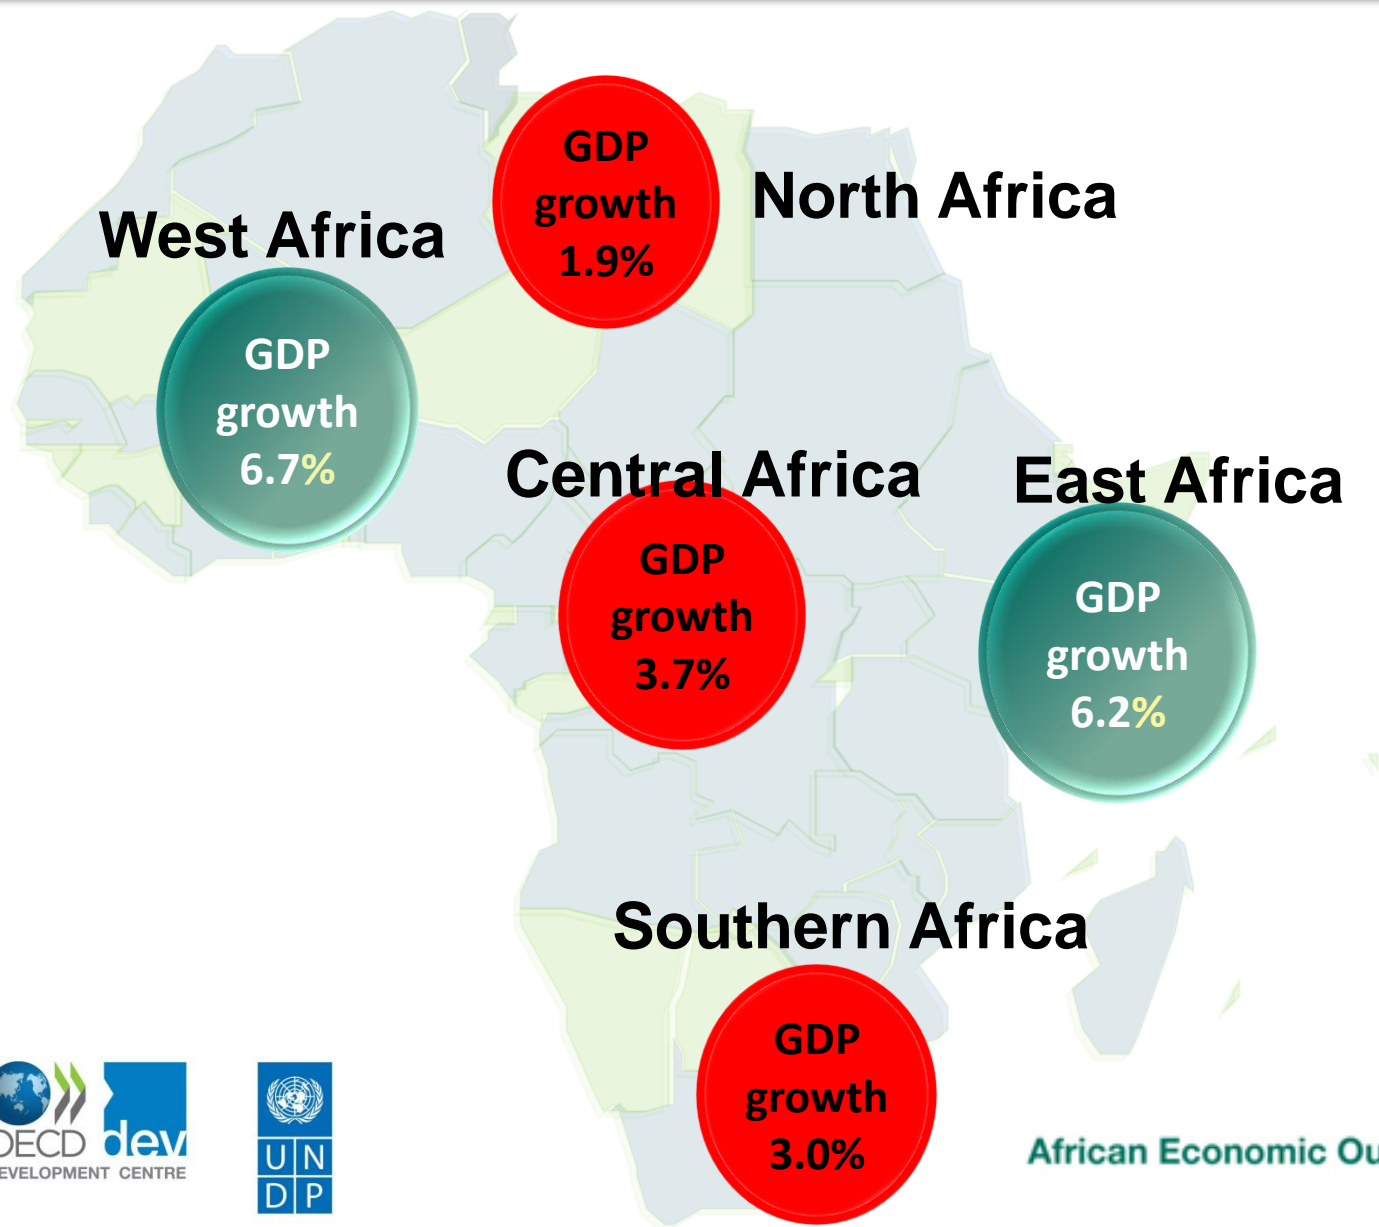 North Africa
GDP
growth
1.9%
West Africa
GDP
growth
6.7%
Central Africa
GDP
growth
3.7%
East Africa
GDP
growth
6.2%
Southern Africa
GDP
growth
3.0%
OECD
dev
EVELOPMENT CENTRE
U N
D P
African Economic Ou